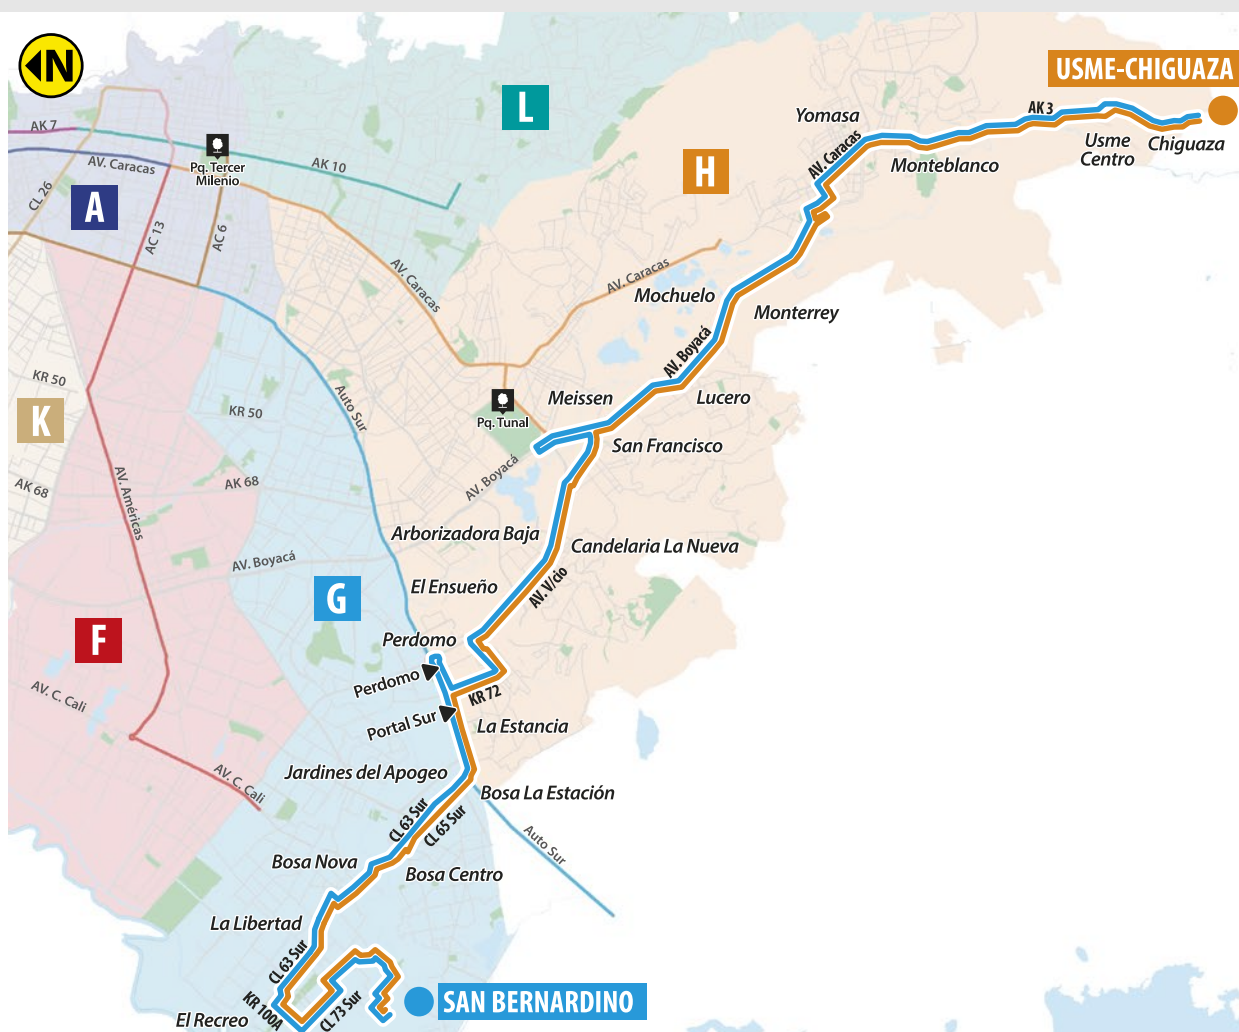 N
USME-CHIGUAZA
L
Yomasa
AK 3
AK 7
AV. Caracas
Pq. Tercer
Milenio
AK 10
AV. Caracas
Usme
Centro
Chiguaza
H
Monteblanco
CL 26
A
AC 13
AC 6
AV. Caracas
AV. Caracas
Mochuelo
Monterrey
AV. Boyacá
KR 50
K
KR 50
Auto Sur
Meissen
Lucero
Pq. Tunal
San Francisco
AV. Boyacá
AK 68
AV. Américas
AK 68
Arborizadora Baja
Candelaria La Nueva
AV. Boyacá
El Ensueño
AV. V/cio
G
F
Perdomo
Perdomo
KR 72
AV. C. Cali
Portal Sur
La Estancia
Jardines del Apogeo
AV. C. Cali
Bosa La Estación
CL 63 Sur
CL 65 Sur
Auto Sur
Bosa Nova
Bosa Centro
La Libertad
CL 63 Sur
KR 100A
CL 73 Sur
SAN BERNARDINO
El Recreo